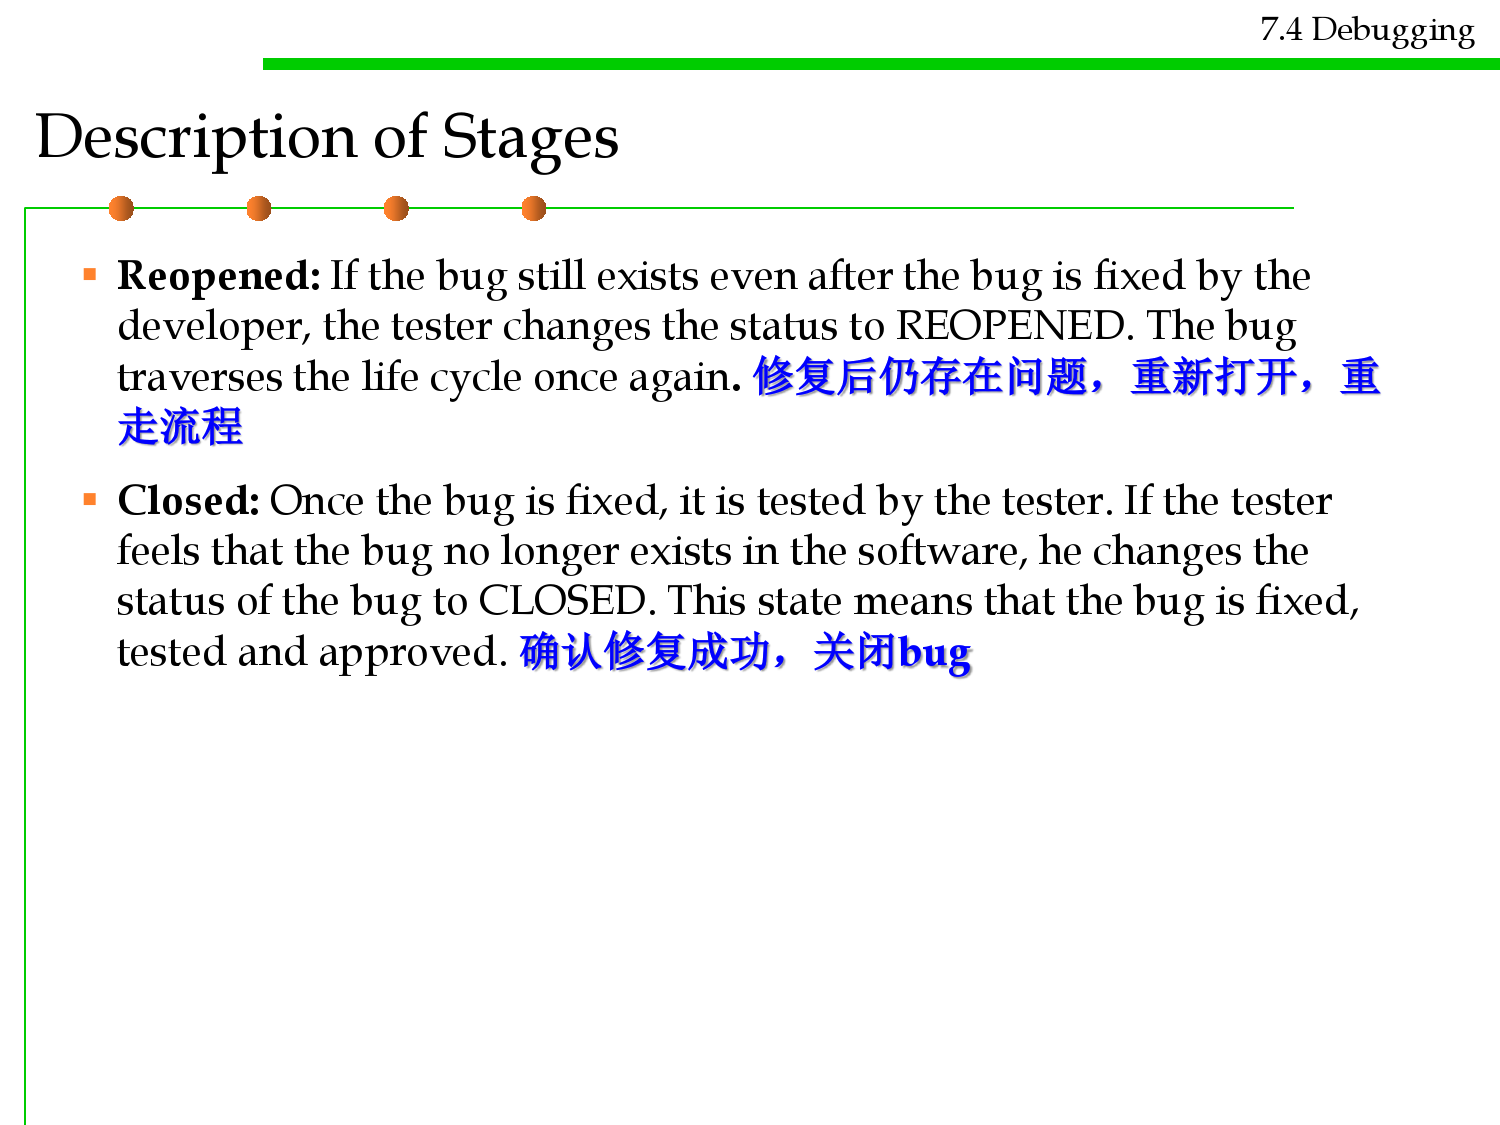 7.4 Debugging
Description of Stages
▪ Reopened: If the bug still exists even after the bug is fixed by the
developer, the tester changes the status to REOPENED. The bug
traverses the life cycle once again. 修复后仍存在问题，重新打开，重
走流程
▪ Closed: Once the bug is fixed, it is tested by the tester. If the tester
feels that the bug no longer exists in the software, he changes the
status of the bug to CLOSED. This state means that the bug is fixed,
tested and approved. 确认修复成功，关闭bug